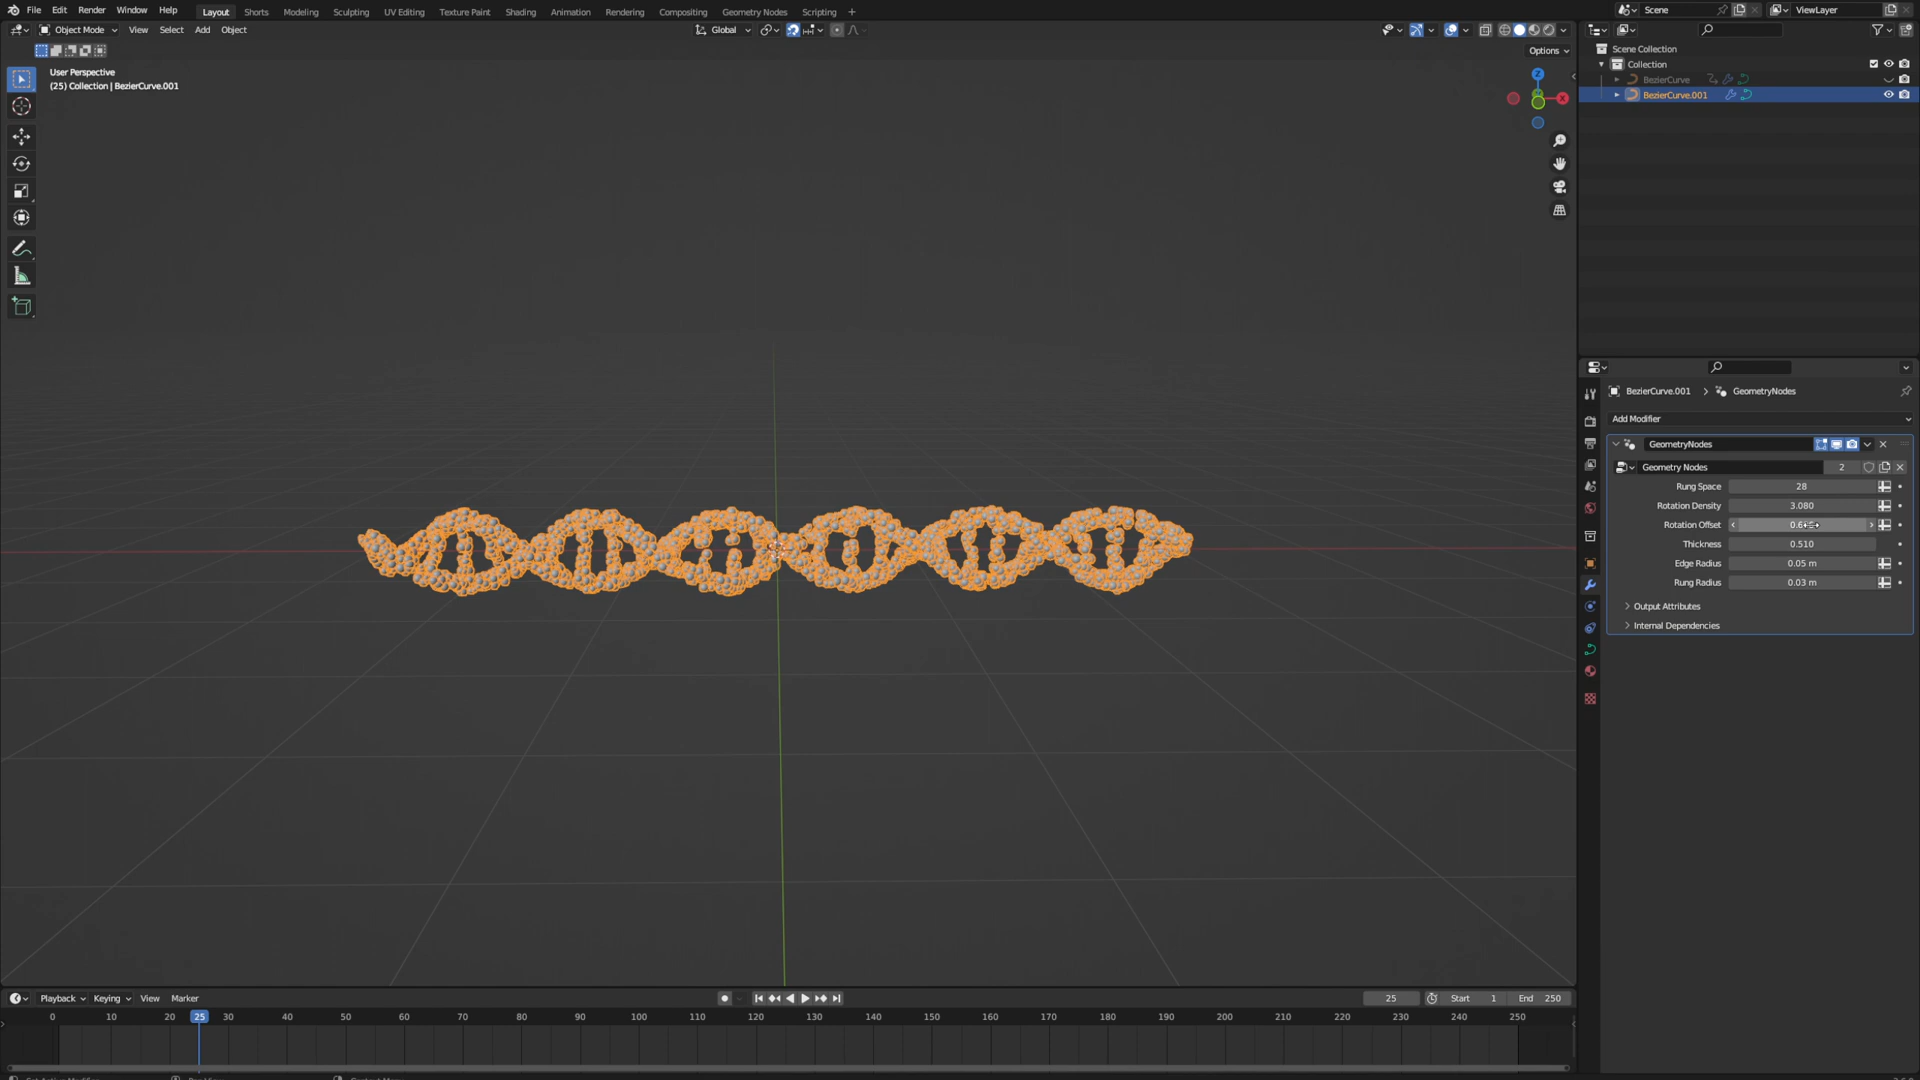 File Edit Render Window Help Layout Shorts Modeling Sculpting UV Editing Texture Paint Shading Animation Rendering Compositing Geometry Nodes Scripting + Scene ViewLayer
Object Mode View Select Add Object Global
Options
User Perspective
(25) Collection | BezierCurve.001
Z
X
Scene Collection
Collection
BezierCurve
BezierCurve.001
BezierCurve.001 > GeometryNodes
Add Modifier
GeometryNodes
Geometry Nodes 2
Rung Space 28
Rotation Density 3.080
Rotation Offset
Thickness 0.510
Edge Radius 0.05 m
Rung Radius 0.03 m
Output Attributes
Internal Dependencies
Playback Keying View Marker 25 Start 1 End 250
0 10 20 25 30 40 50 60 70 80 90 100 110 120 130 140 150 160 170 180 190 200 210 220 230 240 250